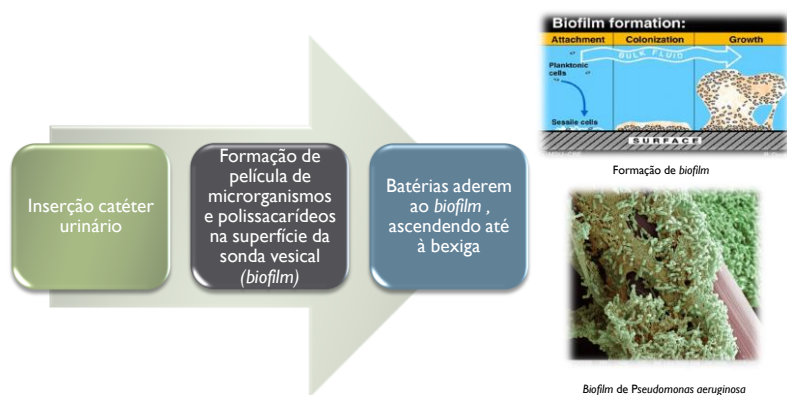 Inserção catéter
urinário
Formação de
película de
microrganismos
e polissacarídeos
na superfície da
sonda vesical
(biofilm)
Batérias aderem
ao biofilm ,
ascendendo até
à bexiga
Biofilm formation:
Attachment Colonization Growth
BULK FLUID
Planktonic
cells
Sessile cells
SURFACE
Formação de biofilm
Biofilm de Pseudomonas aeruginosa